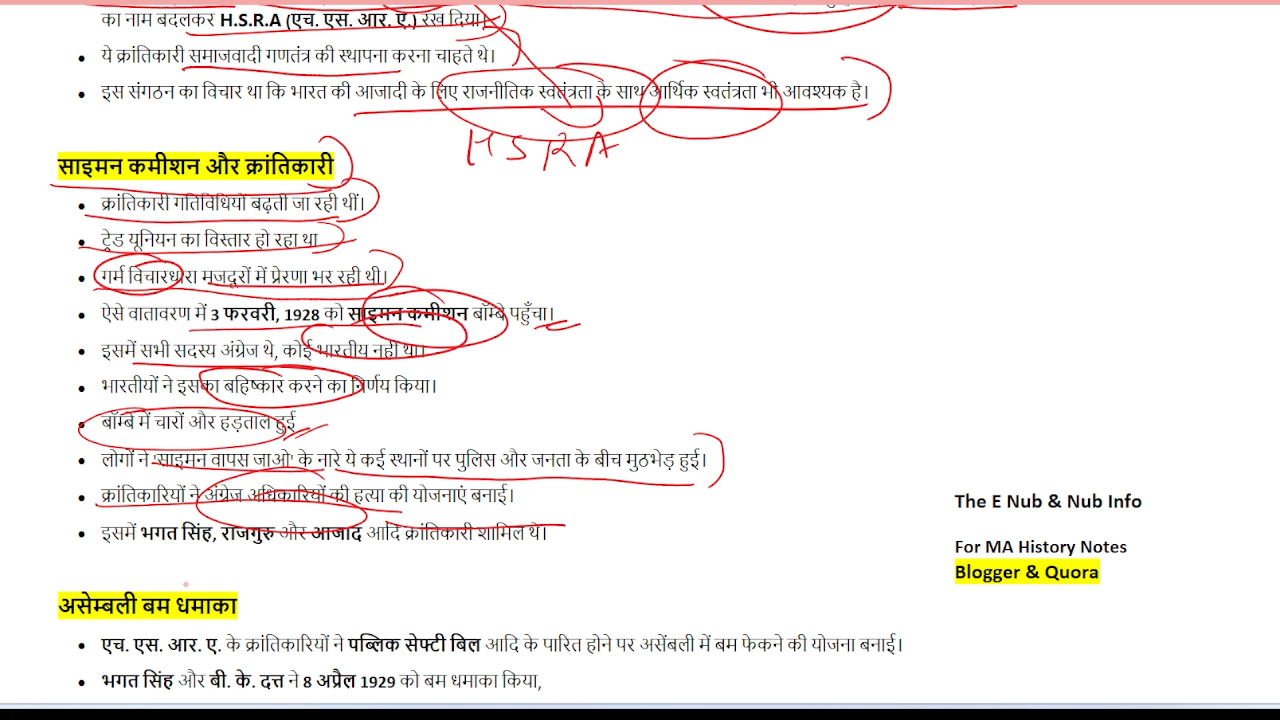 का नाम बदलकर H.S.R.A (एच. एस. आर. ए.) रख दिया।
ये क्रांतिकारी समाजवादी गणतंत्र की स्थापना करना चाहते थे।
इस संगठन का विचार था कि भारत की आजादी के लिए राजनीतिक स्वतंत्रता के साथ आर्थिक स्वतंत्रता भी आवश्यक है।
H S R A
साइमन कमीशन और क्रांतिकारी
क्रांतिकारी गतिविधियाँ बढ़ती जा रही थीं।
ट्रेड यूनियन का विस्तार हो रहा था
गर्म विचारधारा मजदूरों में प्रेरणा भर रही थी।
ऐसे वातावरण में 3 फरवरी, 1928 को साइमन कमीशन बॉम्बे पहुँचा।
इसमें सभी सदस्य अंग्रेज थे, कोई भारतीय नहीं था।
भारतीयों ने इसका बहिष्कार करने का निर्णय किया।
बॉम्बे में चारों और हड़ताल हुई
लोगों ने 'साइमन वापस जाओ' के नारे ये कई स्थानों पर पुलिस और जनता के बीच मुठभेड़ हुई।
क्रांतिकारियों ने अंग्रेज अधिकारियों की हत्या की योजनाएं बनाई।
इसमें भगत सिंह, राजगुरु और आजाद आदि क्रांतिकारी शामिल थे।
The E Nub & Nub Info
For MA History Notes
Blogger & Quora
असेम्बली बम धमाका
एच. एस. आर. ए. के क्रांतिकारियों ने पब्लिक सेफ्टी बिल आदि के पारित होने पर असेंबली में बम फेकने की योजना बनाई।
भगत सिंह और बी. के. दत्त ने 8 अप्रैल 1929 को बम धमाका किया,